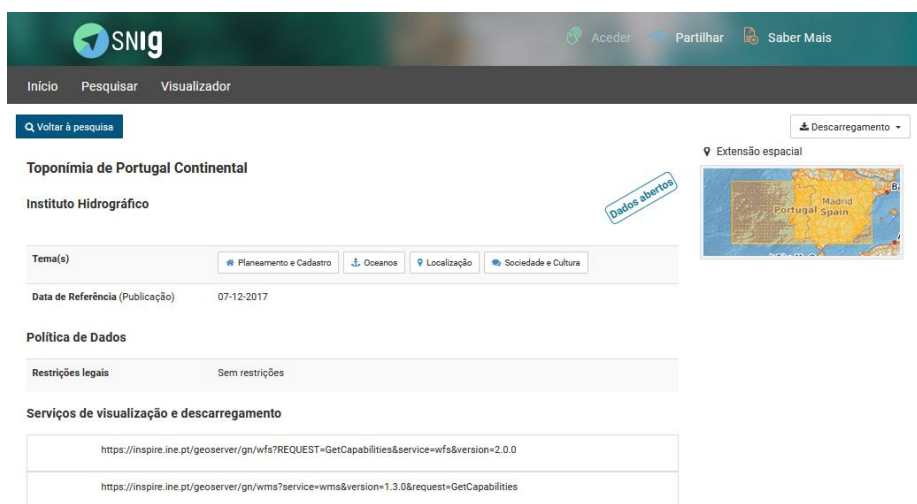 SNIg
Aceder Partilhar Saber Mais
Início Pesquisar Visualizador
Voltar à pesquisa
Descarregamento
Extensão espacial
Toponímia de Portugal Continental
Instituto Hidrográfico
Dados abertos
Madrid
Portugal Spain
Tema(s) Planeamento e Cadastro Oceanos Localização Sociedade e Cultura
Data de Referência (Publicação) 07-12-2017
Política de Dados
Restrições legais Sem restrições
Serviços de visualização e descarregamento
https://inspire.ine.pt/geoserver/gn/wfs?REQUEST=GetCapabilities&service=wfs&version=2.0.0
https://inspire.ine.pt/geoserver/gn/wms?service=wms&version=1.3.0&request=GetCapabilities